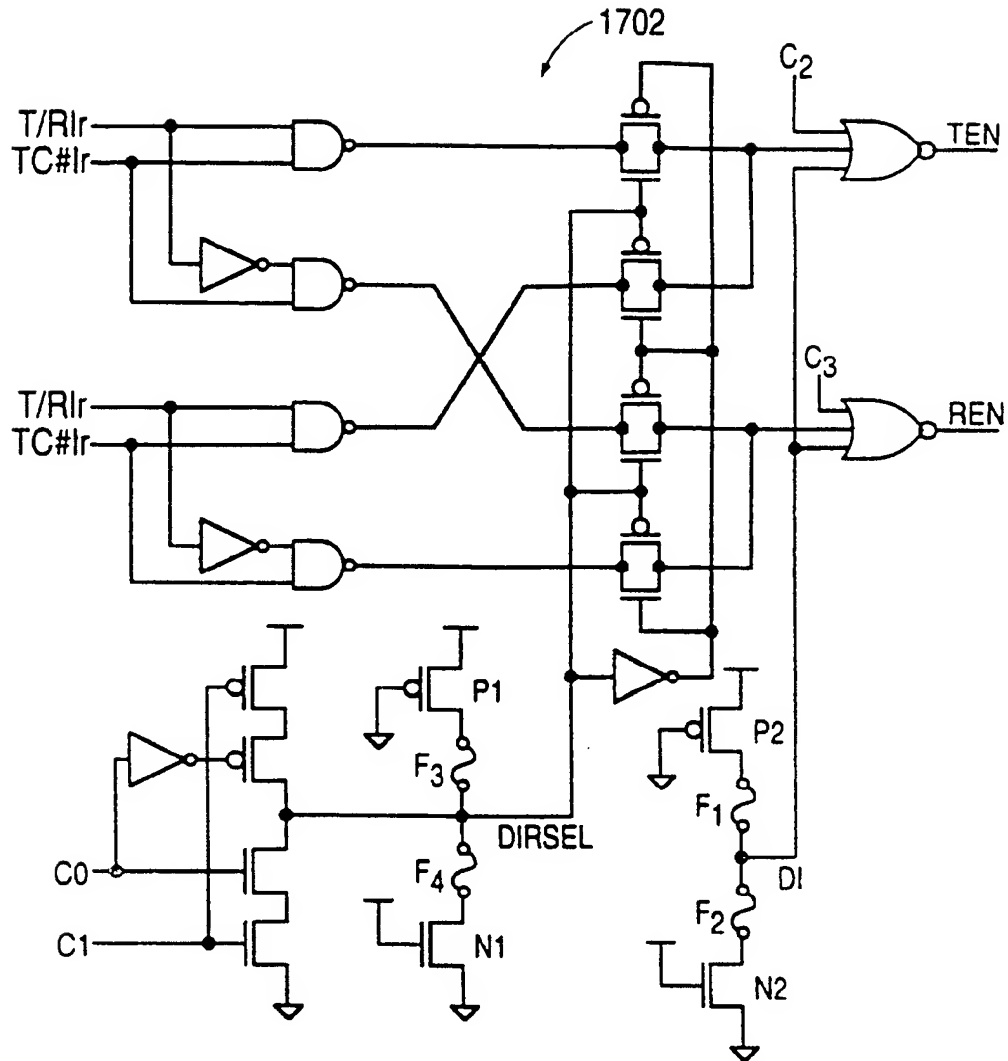 1702
C2
T/RIr
TC#Ir
TEN
C3
T/RIr
TC#Ir
REN
P1
P2
F3
F1
DIRSEL
C0
F4
DI
F2
C1
N1
N2